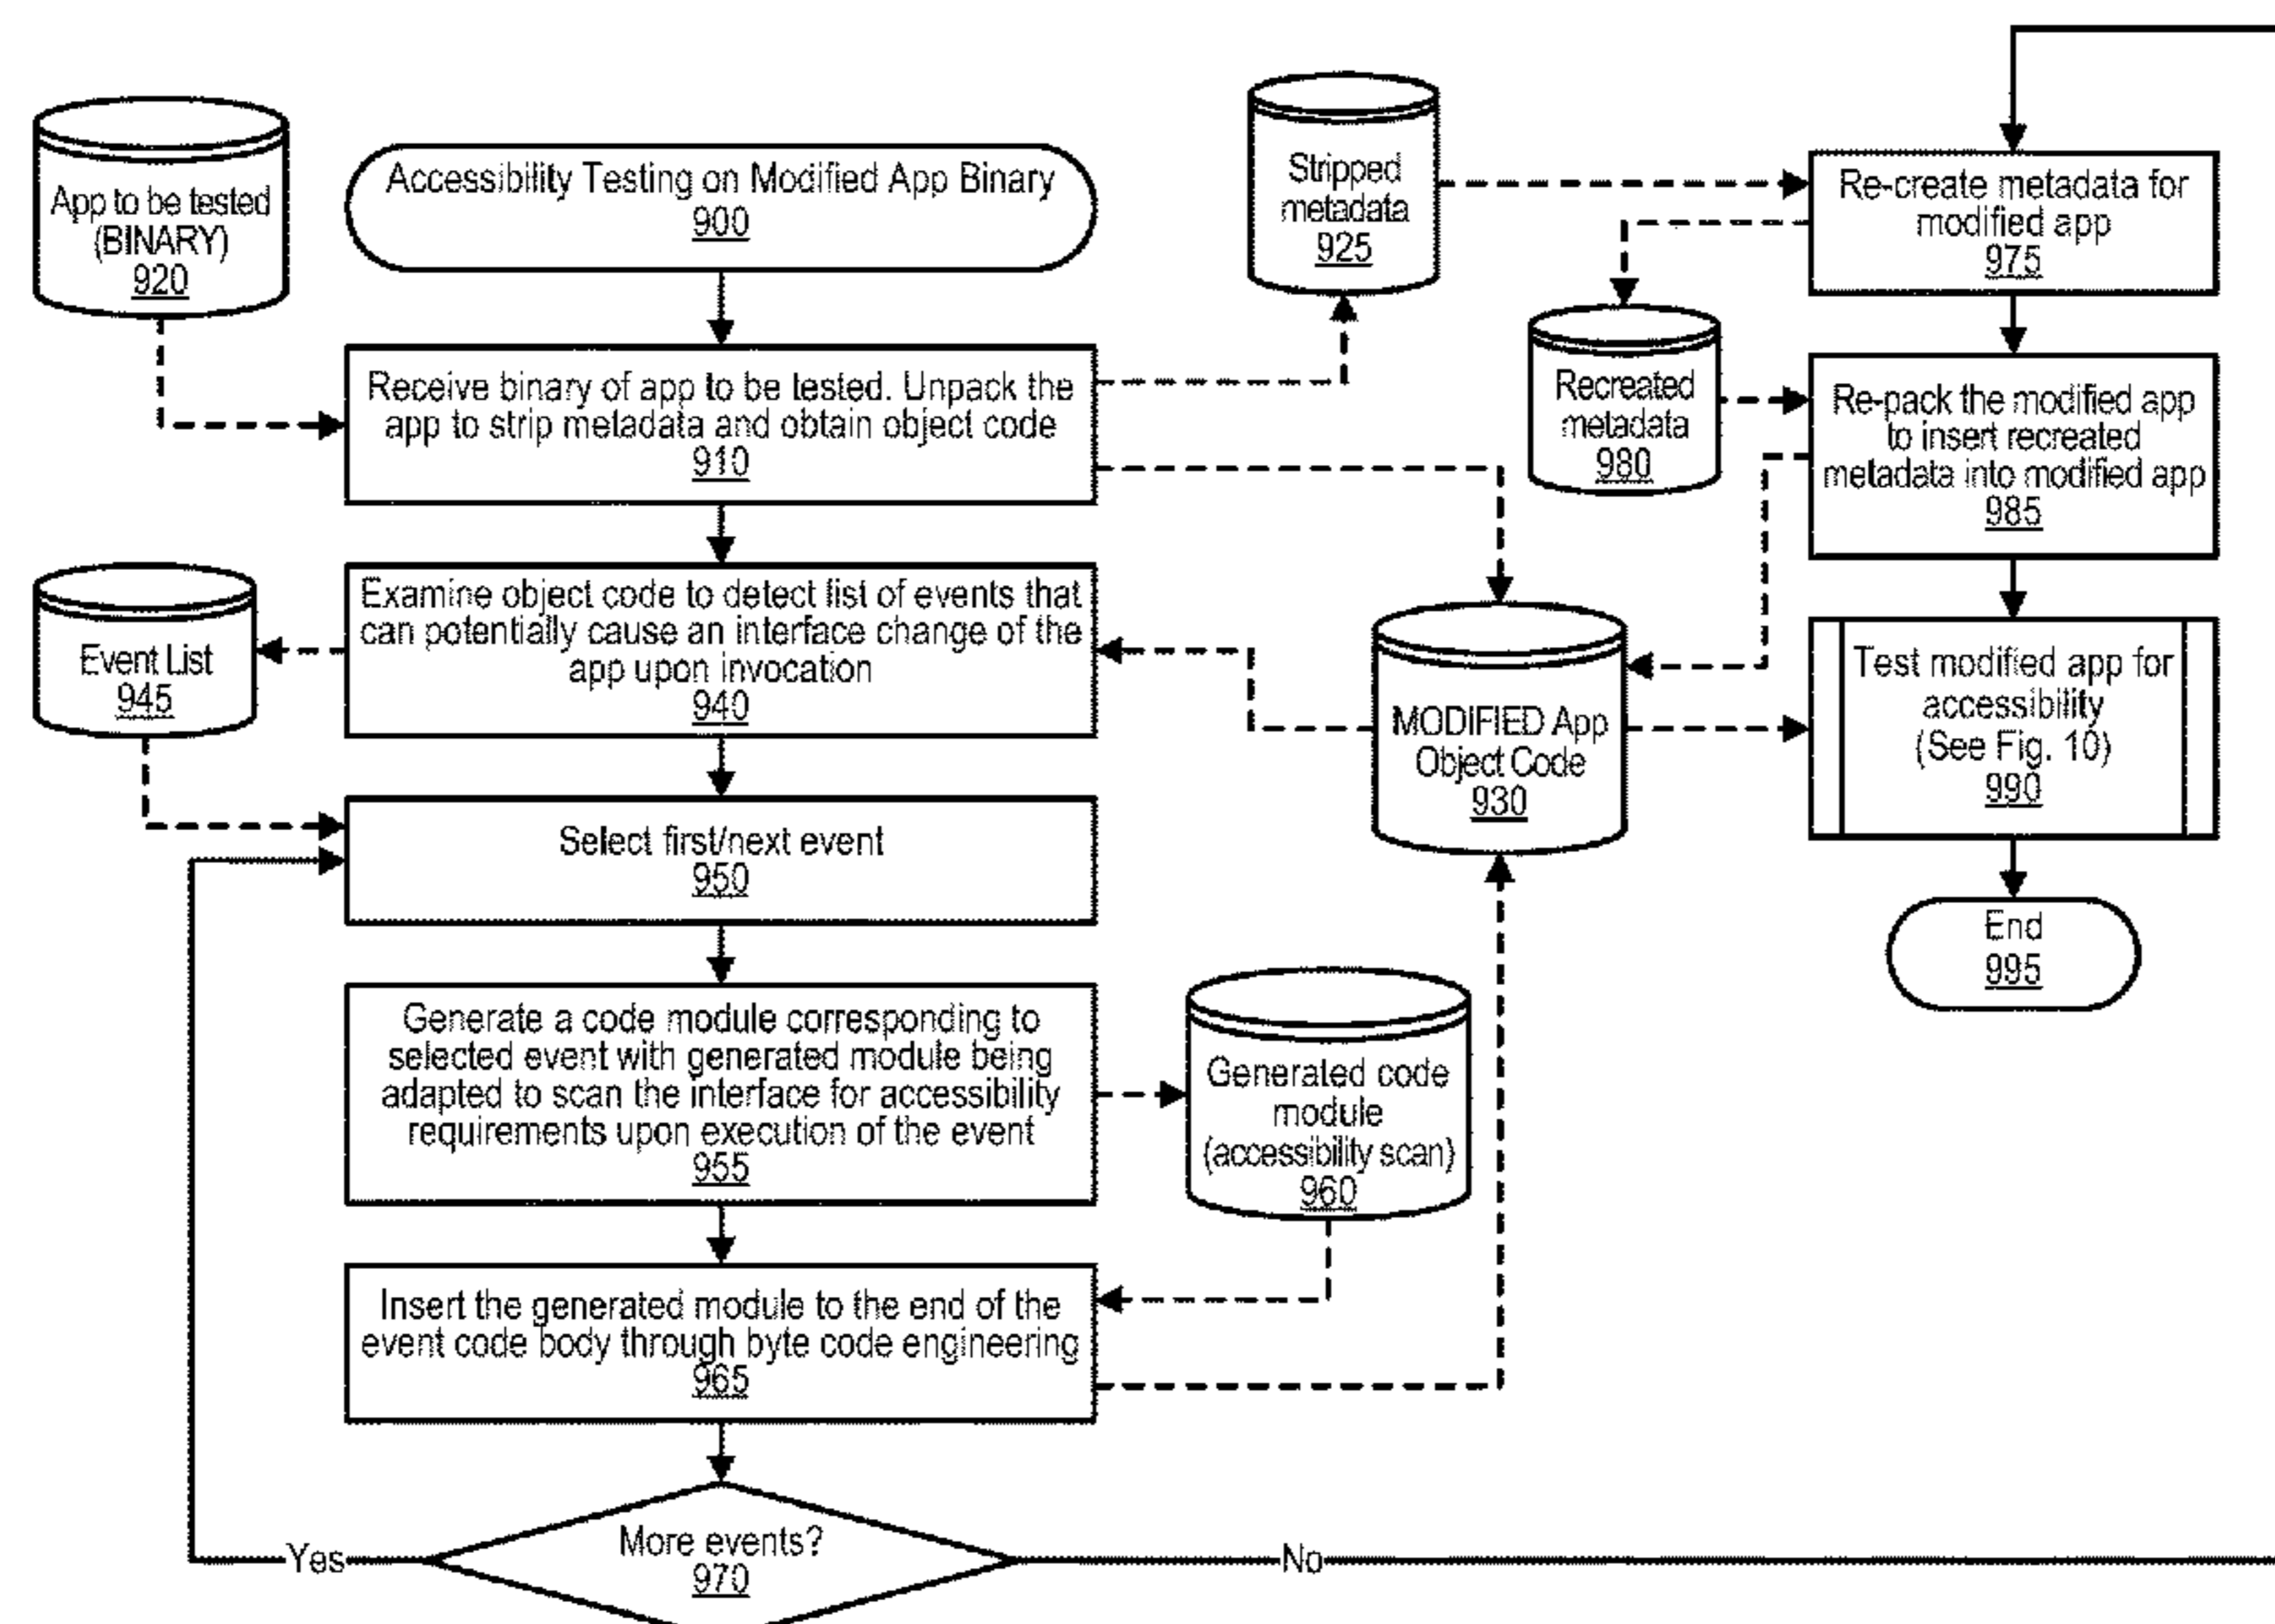 App to be tested
(BINARY)
920
Accessibility Testing on Modified App Binary
900
Receive binary of app to be tested. Unpack the
app to strip metadata and obtain object code
910
Examine object code to detect list of events that
can potentially cause an interface change of the
app upon invocation
940
Event List
945
Select first/next event
950
Generate a code module corresponding to
selected event with generated module being
adapted to scan the interface for accessibility
requirements upon execution of the event
955
Insert the generated module to the end of the
event code body through byte code engineering
965
More events?
970
Yes
No
Stripped
metadata
925
Recreated
metadata
980
MODIFIED App
Object Code
930
Generated code
module
(accessibility scan)
960
Re-create metadata for
modified app
975
Re-pack the modified app
to insert recreated
metadata into modified app
985
Test modified app for
accessibility
(See Fig. 10)
990
End
995